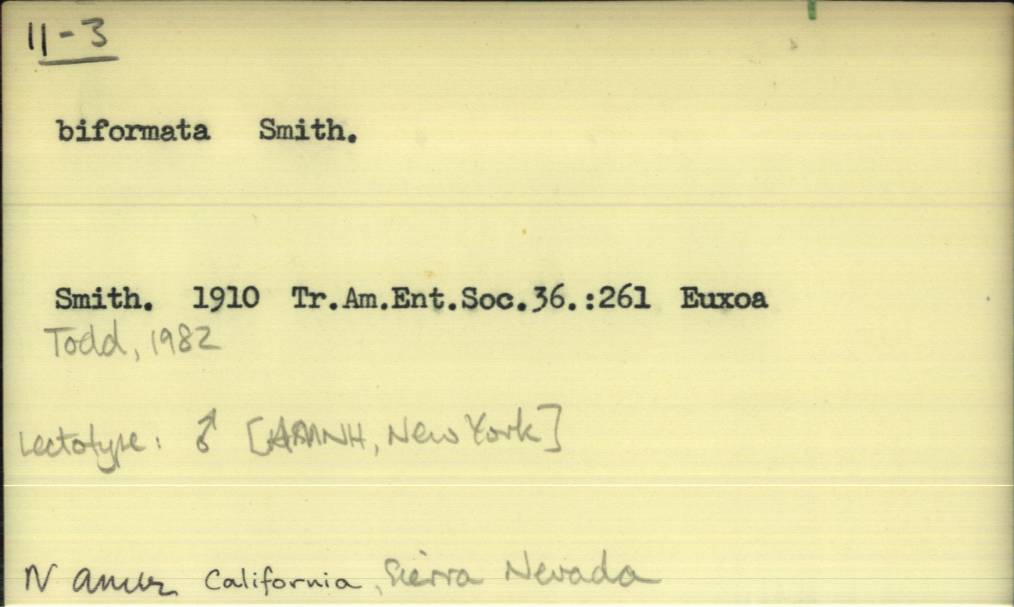 11-3
biformata Smith.
Smith. 1910 Tr.Am.Ent.Soc.36.:261 Euxoa
Todd, 1982
Lectotype: ♂ [AMNH, New York]
N Amer California, Sierra Nevada